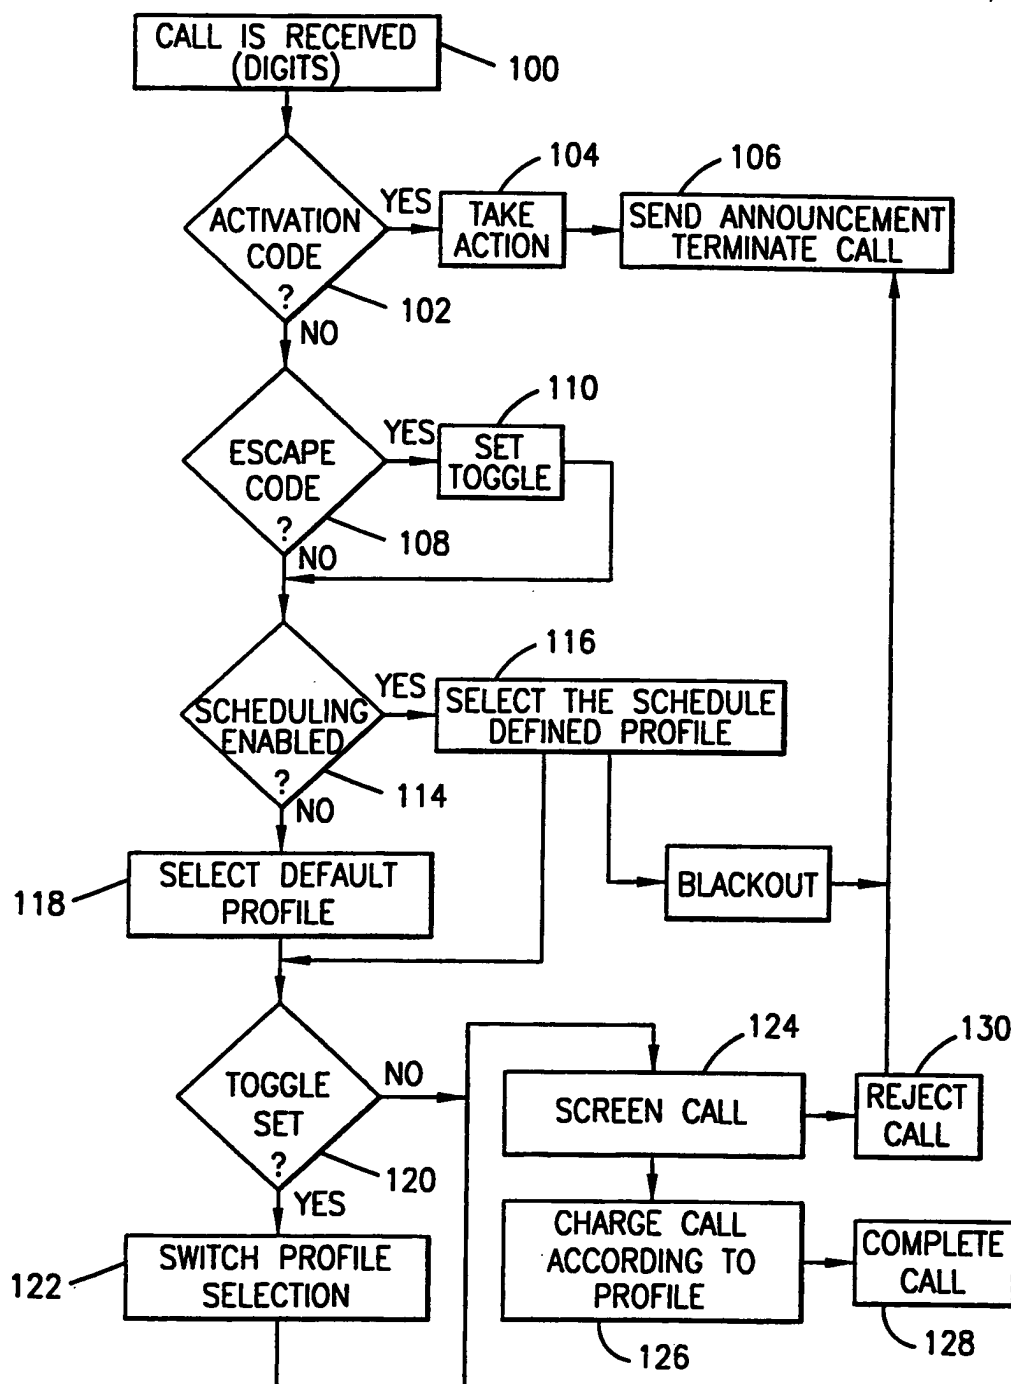 CALL IS RECEIVED
(DIGITS)
100
ACTIVATION
CODE
?
102
YES
NO
104
TAKE
ACTION
106
SEND ANNOUNCEMENT
TERMINATE CALL
ESCAPE
CODE
?
108
YES
NO
110
SET
TOGGLE
SCHEDULING
ENABLED
?
114
YES
NO
116
SELECT THE SCHEDULE
DEFINED PROFILE
118
SELECT DEFAULT
PROFILE
BLACKOUT
TOGGLE
SET
?
120
NO
YES
124
SCREEN CALL
130
REJECT
CALL
122
SWITCH PROFILE
SELECTION
CHARGE CALL
ACCORDING TO
PROFILE
126
COMPLETE
CALL
128